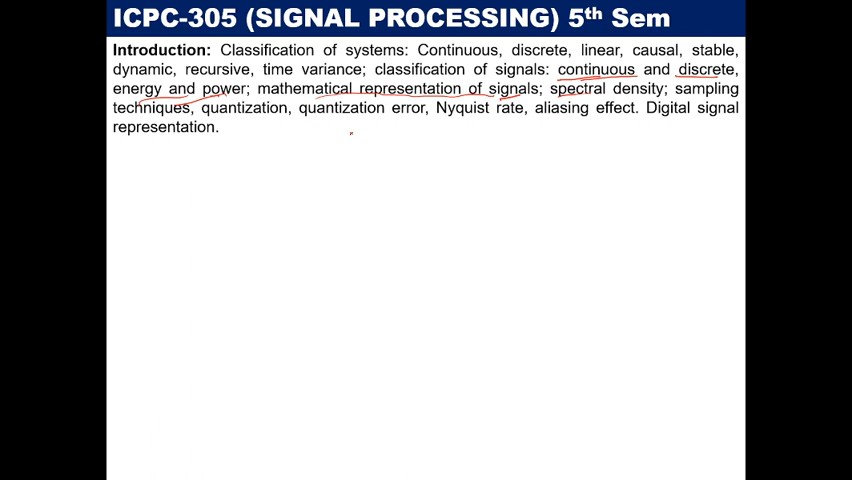 ICPC-305 (SIGNAL PROCESSING) 5th Sem
Introduction: Classification of systems: Continuous, discrete, linear, causal, stable,
dynamic, recursive, time variance; classification of signals: continuous and discrete,
energy and power; mathematical representation of signals; spectral density; sampling
techniques, quantization, quantization error, Nyquist rate, aliasing effect. Digital signal
representation.